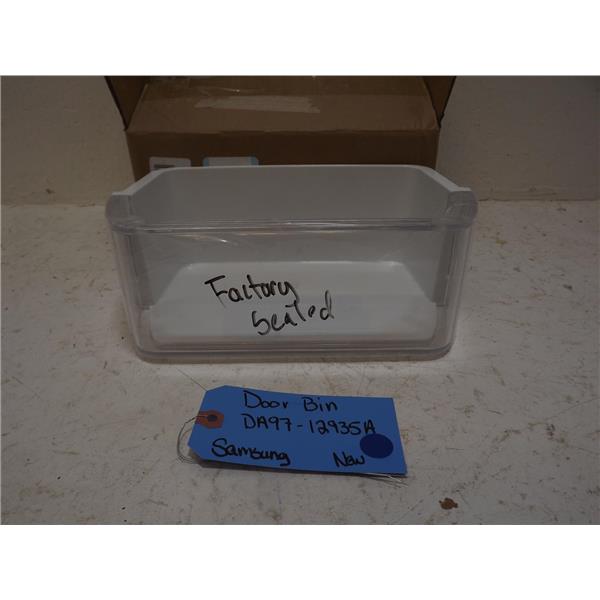 Factory
Sealed
Door Bin
DA97-12935A
Samsung New